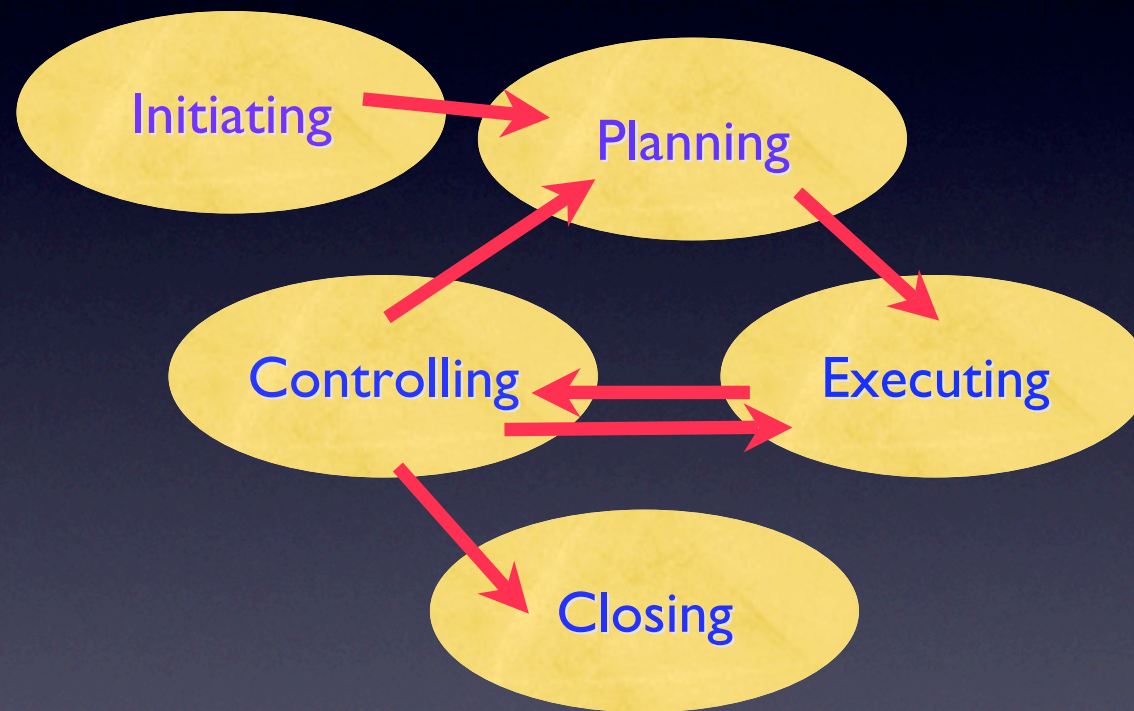 Initiating
Planning
Controlling
Executing
Closing